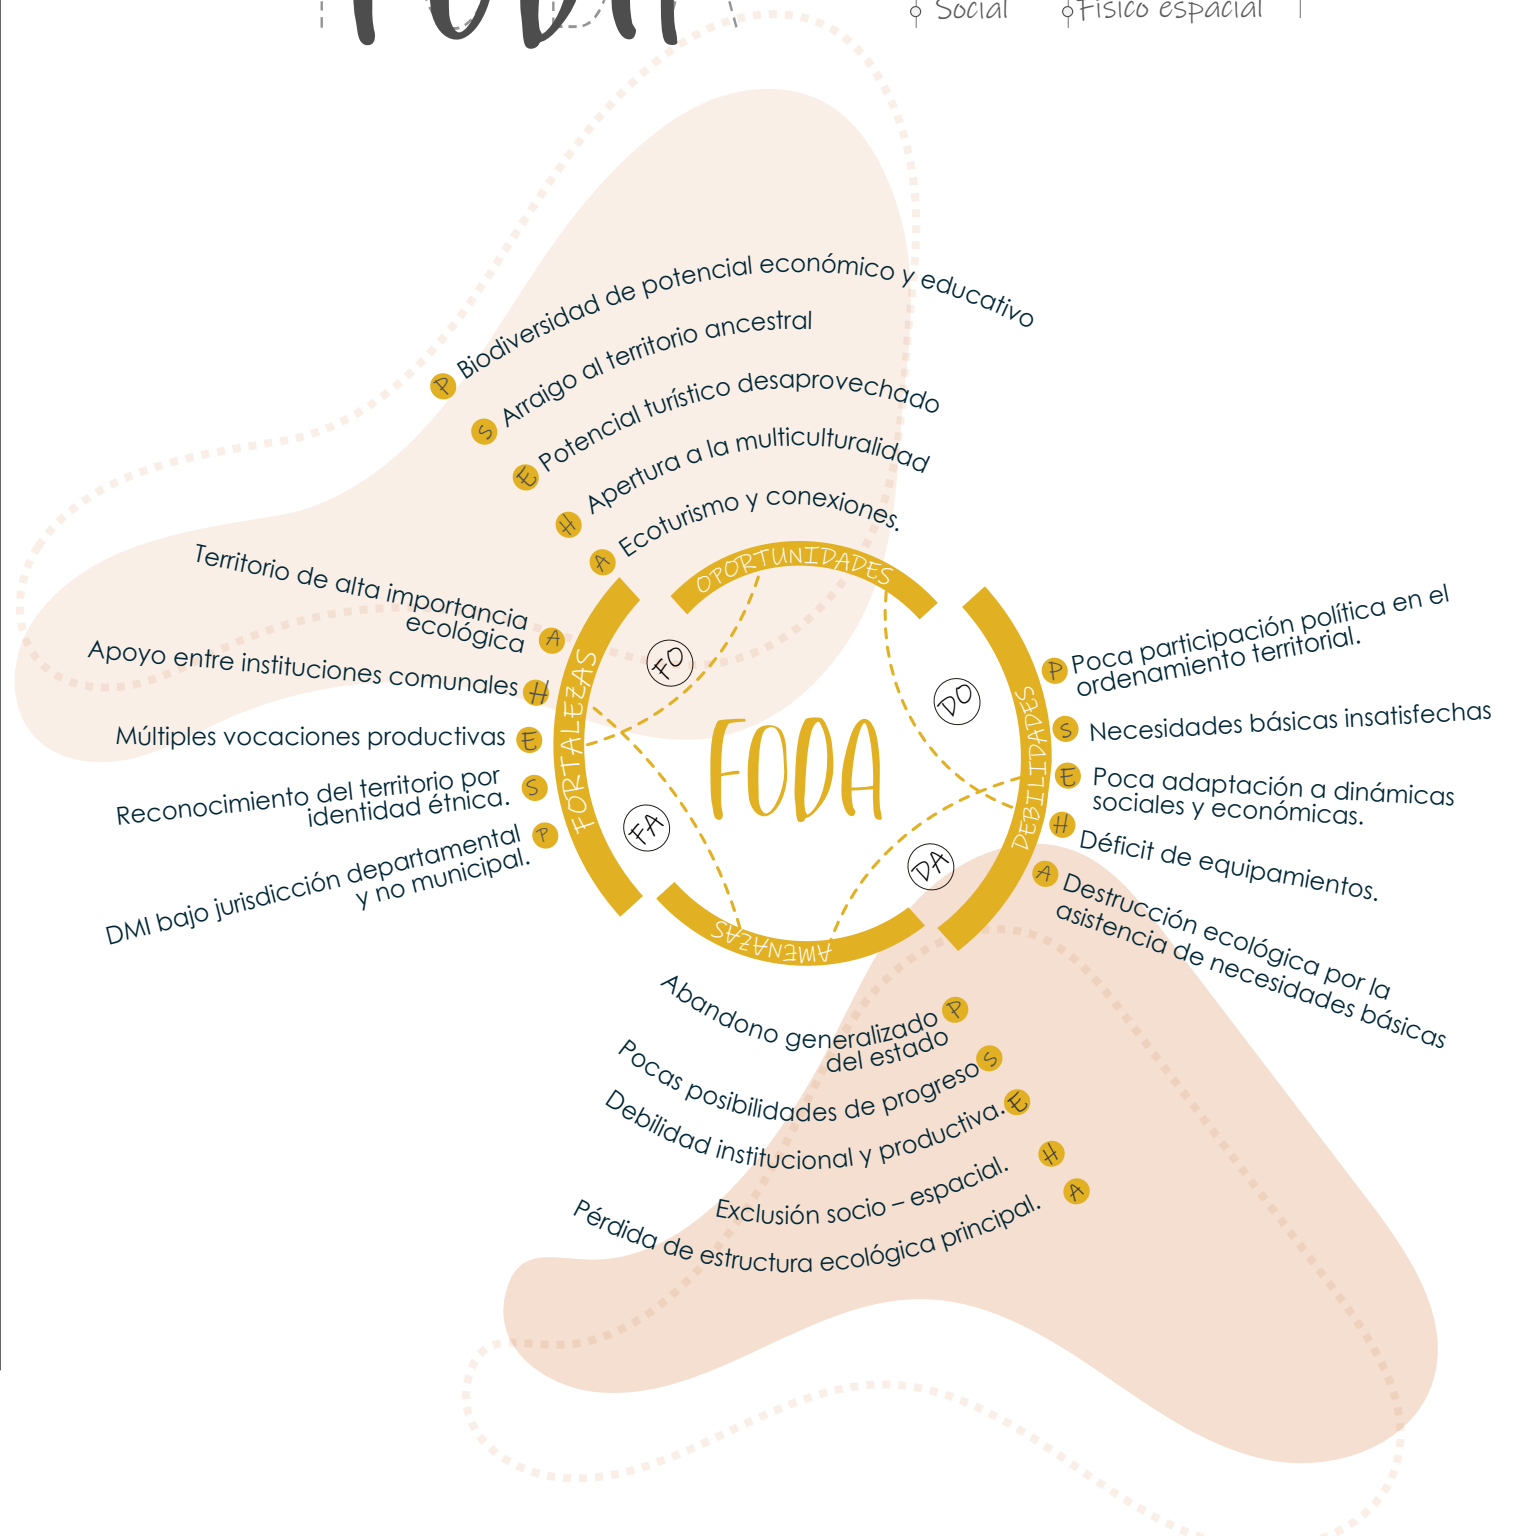 FODA
Social
Físico espacial
P Biodiversidad de potencial económico y educativo
S Arraigo al territorio ancestral
E Potencial turístico desaprovechado
H Apertura a la multiculturalidad
A Ecoturismo y conexiones.
OPORTUNIDADES
Territorio de alta importancia
ecológica A
Apoyo entre instituciones comunales H
Múltiples vocaciones productivas E
Reconocimiento del territorio por
identidad étnica. S
DMI bajo jurisdicción departamental P
y no municipal.
FORTALEZAS
FO
DO
FODA
FA
DA
DEBILIDADES
P Poca participación política en el
ordenamiento territorial.
S Necesidades básicas insatisfechas
E Poca adaptación a dinámicas
sociales y económicas.
H Déficit de equipamientos.
A Destrucción ecológica por la
asistencia de necesidades básicas
AMENAZAS
Abandono generalizado P
del estado
Pocas posibilidades de progreso S
Debilidad institucional y productiva. E
Exclusión socio – espacial. H
Pérdida de estructura ecológica principal. A